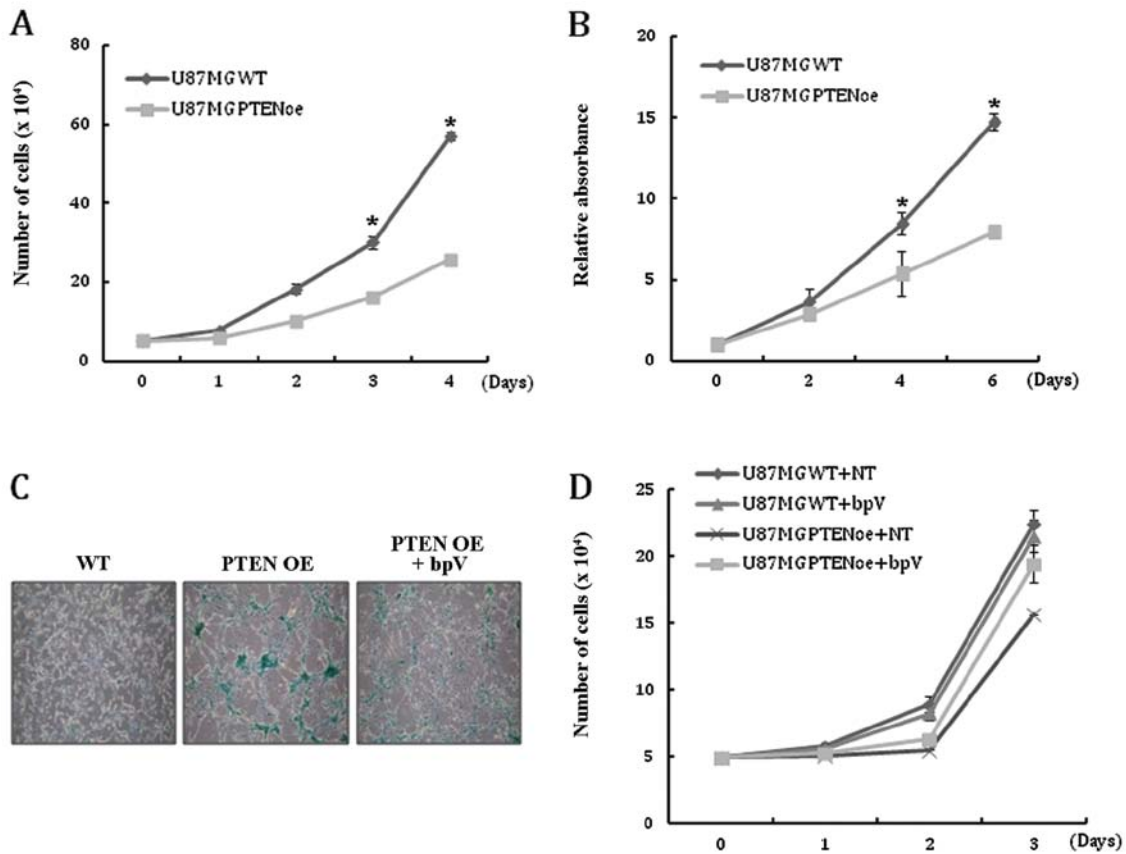 A
Number of cells (x 10⁴)
80
60
40
20
0
U87MGWT
U87MGPTENoe
*
*
0 1 2 3 4 (Days)
B
Relative absorbance
20
15
10
5
0
U87MGWT
U87MGPTENoe
*
*
0 2 4 6 (Days)
C
WT
PTEN OE
PTEN OE
+ bpV
D
U87MGWT+NT
U87MGWT+bpV
U87MGPTENoe+NT
U87MGPTENoe+bpV
Number of cells (x 10⁴)
25
20
15
10
5
0
0 1 2 3 (Days)